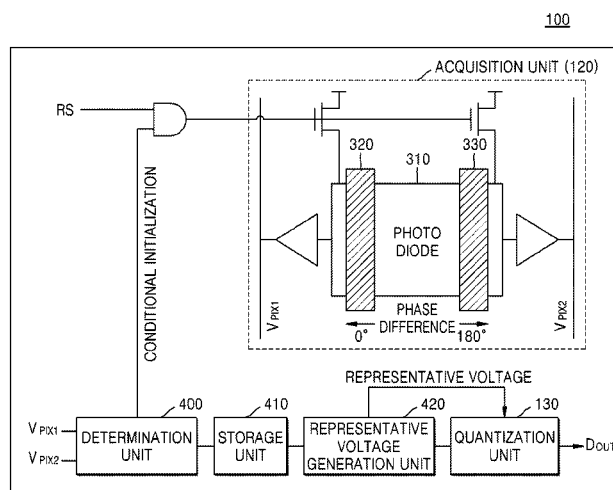 100
ACQUISITION UNIT (120)
RS
320
310
330
CONDITIONAL INITIALIZATION
PHOTO
DIODE
VPIX1
VPIX2
PHASE
DIFFERENCE
0°
180°
REPRESENTATIVE VOLTAGE
400
410
420
130
VPIX1
VPIX2
DETERMINATION
UNIT
STORAGE
UNIT
REPRESENTATIVE
VOLTAGE
GENERATION UNIT
QUANTIZATION
UNIT
DOUT